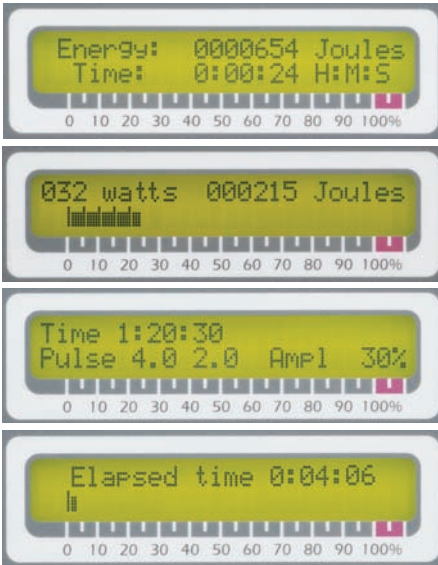 Energy: 0000654 Joules
Time: 0:00:24 H:M:S
0 10 20 30 40 50 60 70 80 90 100%
032 watts 000215 Joules
0 10 20 30 40 50 60 70 80 90 100%
Time 1:20:30
Pulse 4.0 2.0 Ampl 30%
0 10 20 30 40 50 60 70 80 90 100%
Elapsed time 0:04:06
0 10 20 30 40 50 60 70 80 90 100%